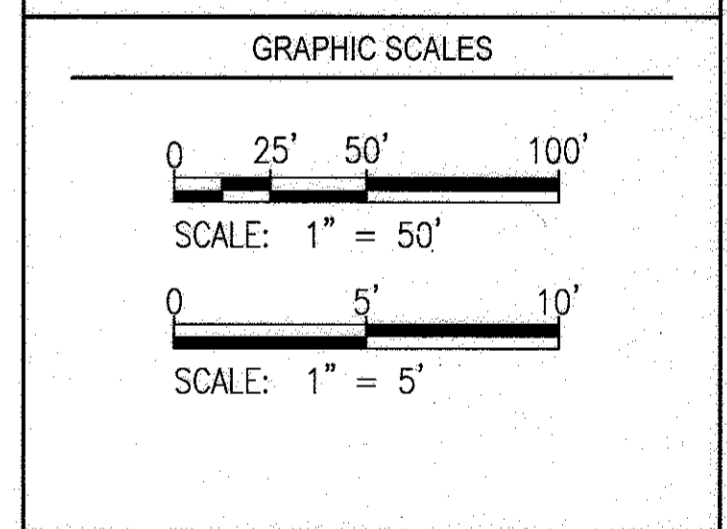 GRAPHIC SCALES
0 25' 50' 100'
SCALE: 1" = 50'
0 5' 10'
SCALE: 1" = 5'